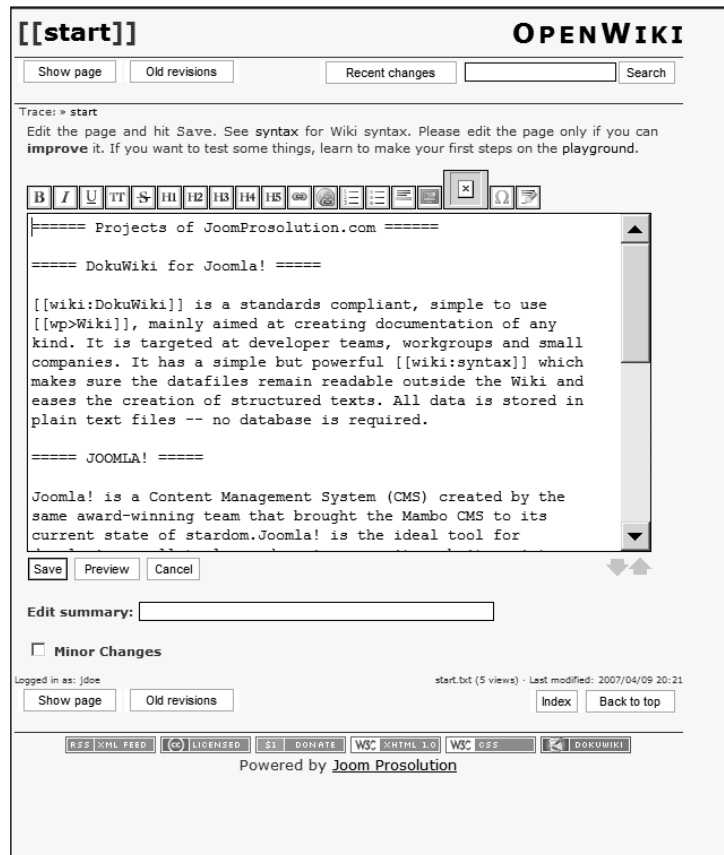 [[start]]
OPENWIKI
Show page Old revisions Recent changes Search
Trace: » start
Edit the page and hit Save. See syntax for Wiki syntax. Please edit the page only if you can
improve it. If you want to test some things, learn to make your first steps on the playground.
B I U TT S H1 H2 H3 H4 H5 Ω
====== Projects of JoomProsolution.com ======
===== DokuWiki for Joomla! =====
[[wiki:DokuWiki]] is a standards compliant, simple to use
[[wp>Wiki]], mainly aimed at creating documentation of any
kind. It is targeted at developer teams, workgroups and small
companies. It has a simple but powerful [[wiki:syntax]] which
makes sure the datafiles remain readable outside the Wiki and
eases the creation of structured texts. All data is stored in
plain text files -- no database is required.
===== JOOMLA! =====
Joomla! is a Content Management System (CMS) created by the
same award-winning team that brought the Mambo CMS to its
current state of stardom.Joomla! is the ideal tool for
Save Preview Cancel
Edit summary:
Minor Changes
Logged in as: jdoe
start.txt (5 views) · Last modified: 2007/04/09 20:21
Show page Old revisions Index Back to top
RSS XML FEED (cc) LICENSED $1 DONATE W3C XHTML 1.0 W3C CSS DOKUWIKI
Powered by Joom Prosolution